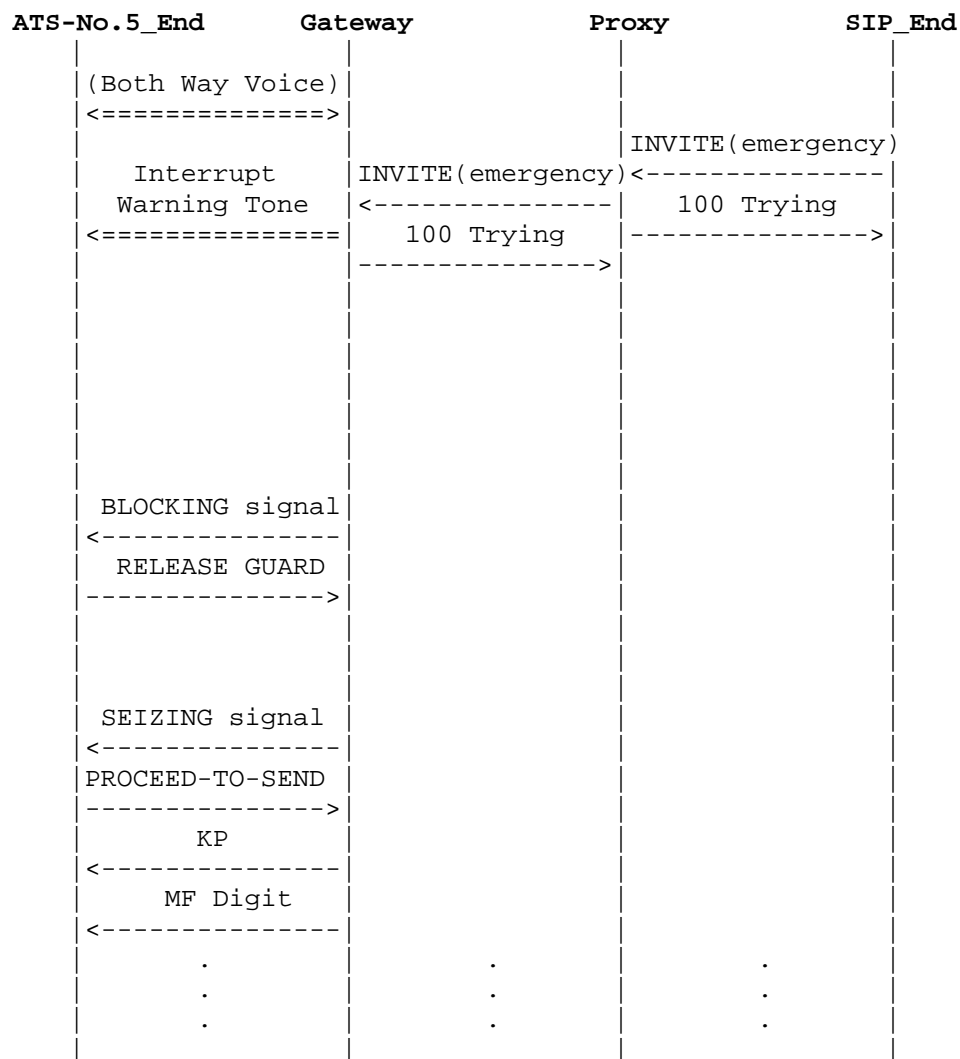 ATS-No.5_End Gateway Proxy SIP_End
(Both Way Voice)
<==============>
INVITE(emergency)
Interrupt INVITE(emergency) <---------------
Warning Tone <--------------- 100 Trying
<=============== 100 Trying --------------->
--------------->
BLOCKING signal
<---------------
RELEASE GUARD
--------------->
SEIZING signal
<---------------
PROCEED-TO-SEND
--------------->
KP
<---------------
MF Digit
<---------------
. . .
. . .
. . .